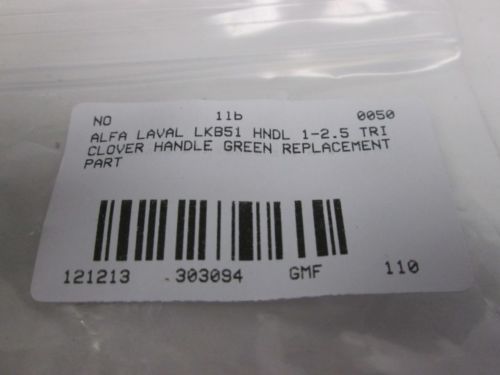 NO 1lb 0050
ALFA LAVAL LKB51 HNDL 1-2.5 TRI
CLOVER HANDLE GREEN REPLACEMENT
PART
121213 303094 GMF 110